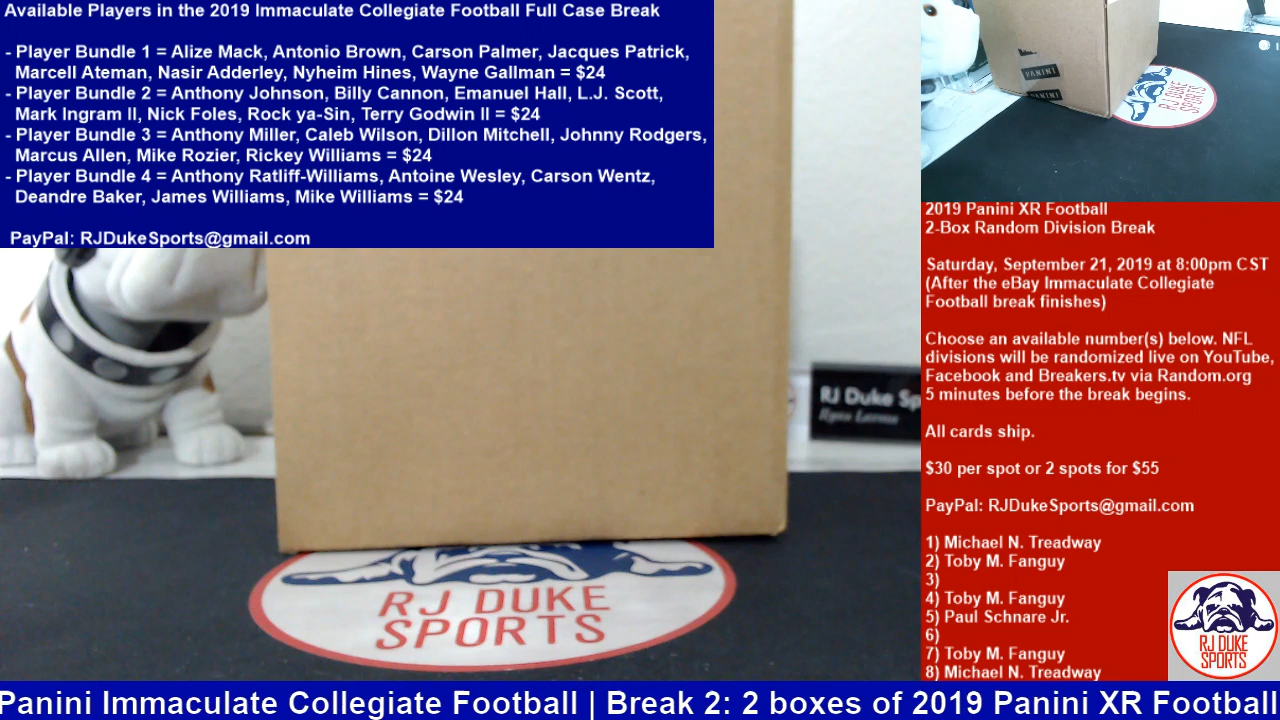 Available Players in the 2019 Immaculate Collegiate Football Full Case Break
- Player Bundle 1 = Alize Mack, Antonio Brown, Carson Palmer, Jacques Patrick,
Marcell Ateman, Nasir Adderley, Nyheim Hines, Wayne Gallman = $24
- Player Bundle 2 = Anthony Johnson, Billy Cannon, Emanuel Hall, L.J. Scott,
Mark Ingram II, Nick Foles, Rock ya-Sin, Terry Godwin II = $24
- Player Bundle 3 = Anthony Miller, Caleb Wilson, Dillon Mitchell, Johnny Rodgers,
Marcus Allen, Mike Rozier, Rickey Williams = $24
- Player Bundle 4 = Anthony Ratliff-Williams, Antoine Wesley, Carson Wentz,
Deandre Baker, James Williams, Mike Williams = $24
PayPal: RJDukeSports@gmail.com
RJ Duke Sp
RJ DUKE
SPORTS
PANINI
PANINI
RJ DUKE
SPORTS
2019 Panini XR Football
2-Box Random Division Break
Saturday, September 21, 2019 at 8:00pm CST
(After the eBay Immaculate Collegiate
Football break finishes)
Choose an available number(s) below. NFL
divisions will be randomized live on YouTube,
Facebook and Breakers.tv via Random.org
5 minutes before the break begins.
All cards ship.
$30 per spot or 2 spots for $55
PayPal: RJDukeSports@gmail.com
1) Michael N. Treadway
2) Toby M. Fanguy
3)
4) Toby M. Fanguy
5) Paul Schnare Jr.
6)
7) Toby M. Fanguy
8) Michael N. Treadway
RJ DUKE
SPORTS
Panini Immaculate Collegiate Football | Break 2: 2 boxes of 2019 Panini XR Football